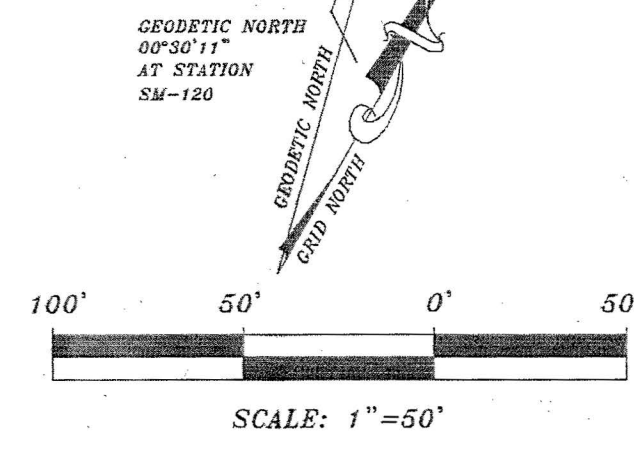 GEODETIC NORTH
00°30'11"
AT STATION
SM-120
GEODETIC NORTH
GRID NORTH
100' 50' 0' 50
SCALE: 1"=50'